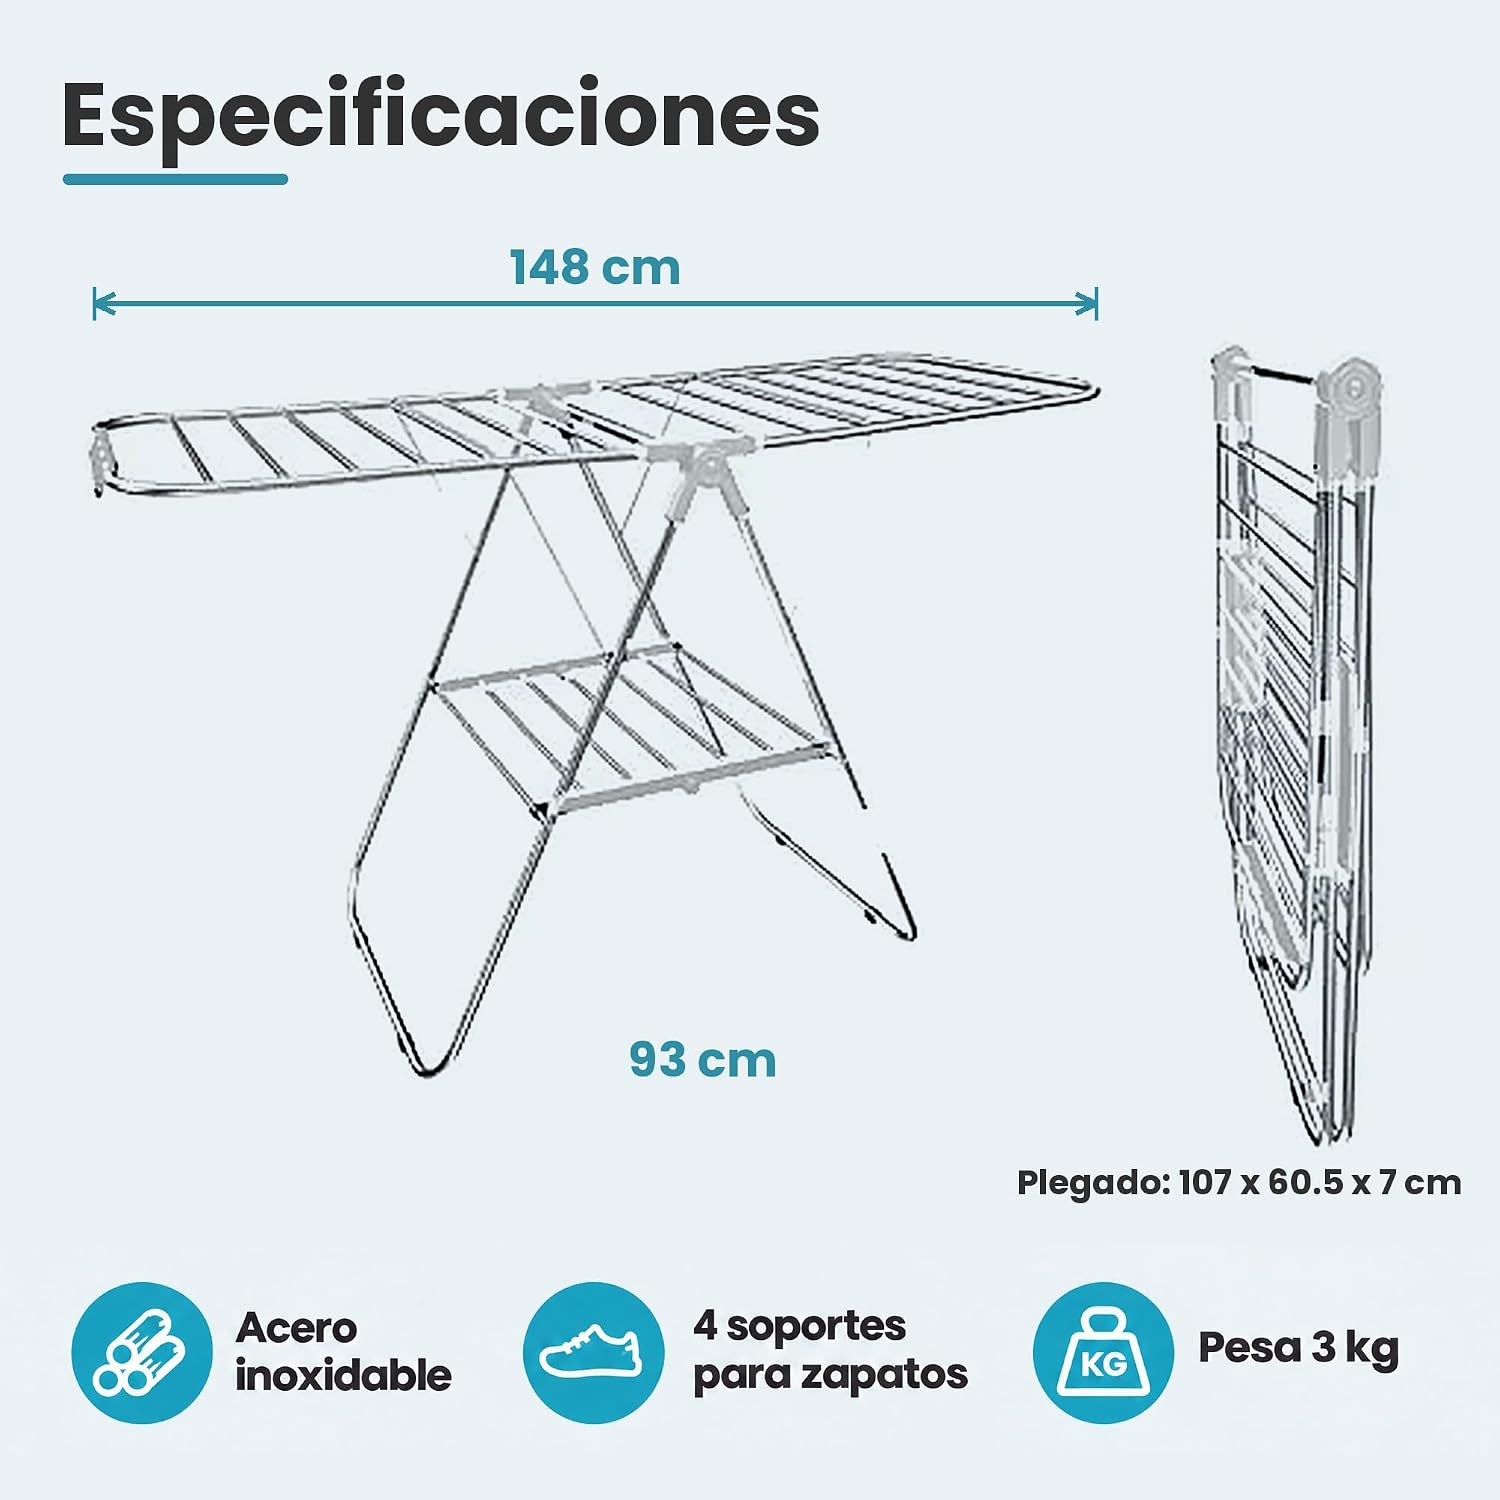 Especificaciones
148 cm
93 cm
Plegado: 107 x 60.5 x 7 cm
Acero
inoxidable
4 soportes
para zapatos
KG
Pesa 3 kg